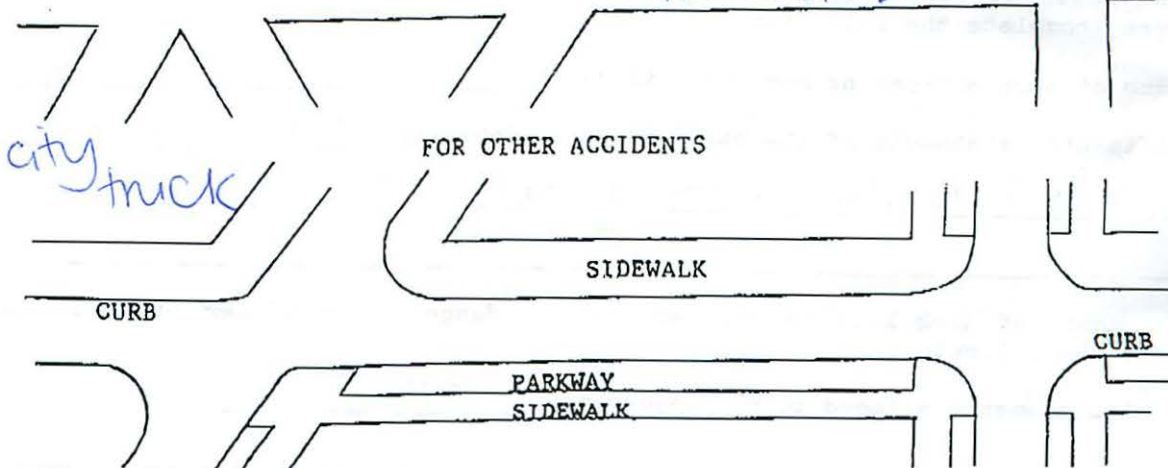 city
truck
FOR OTHER ACCIDENTS
SIDEWALK
CURB
CURB
PARKWAY
SIDEWALK